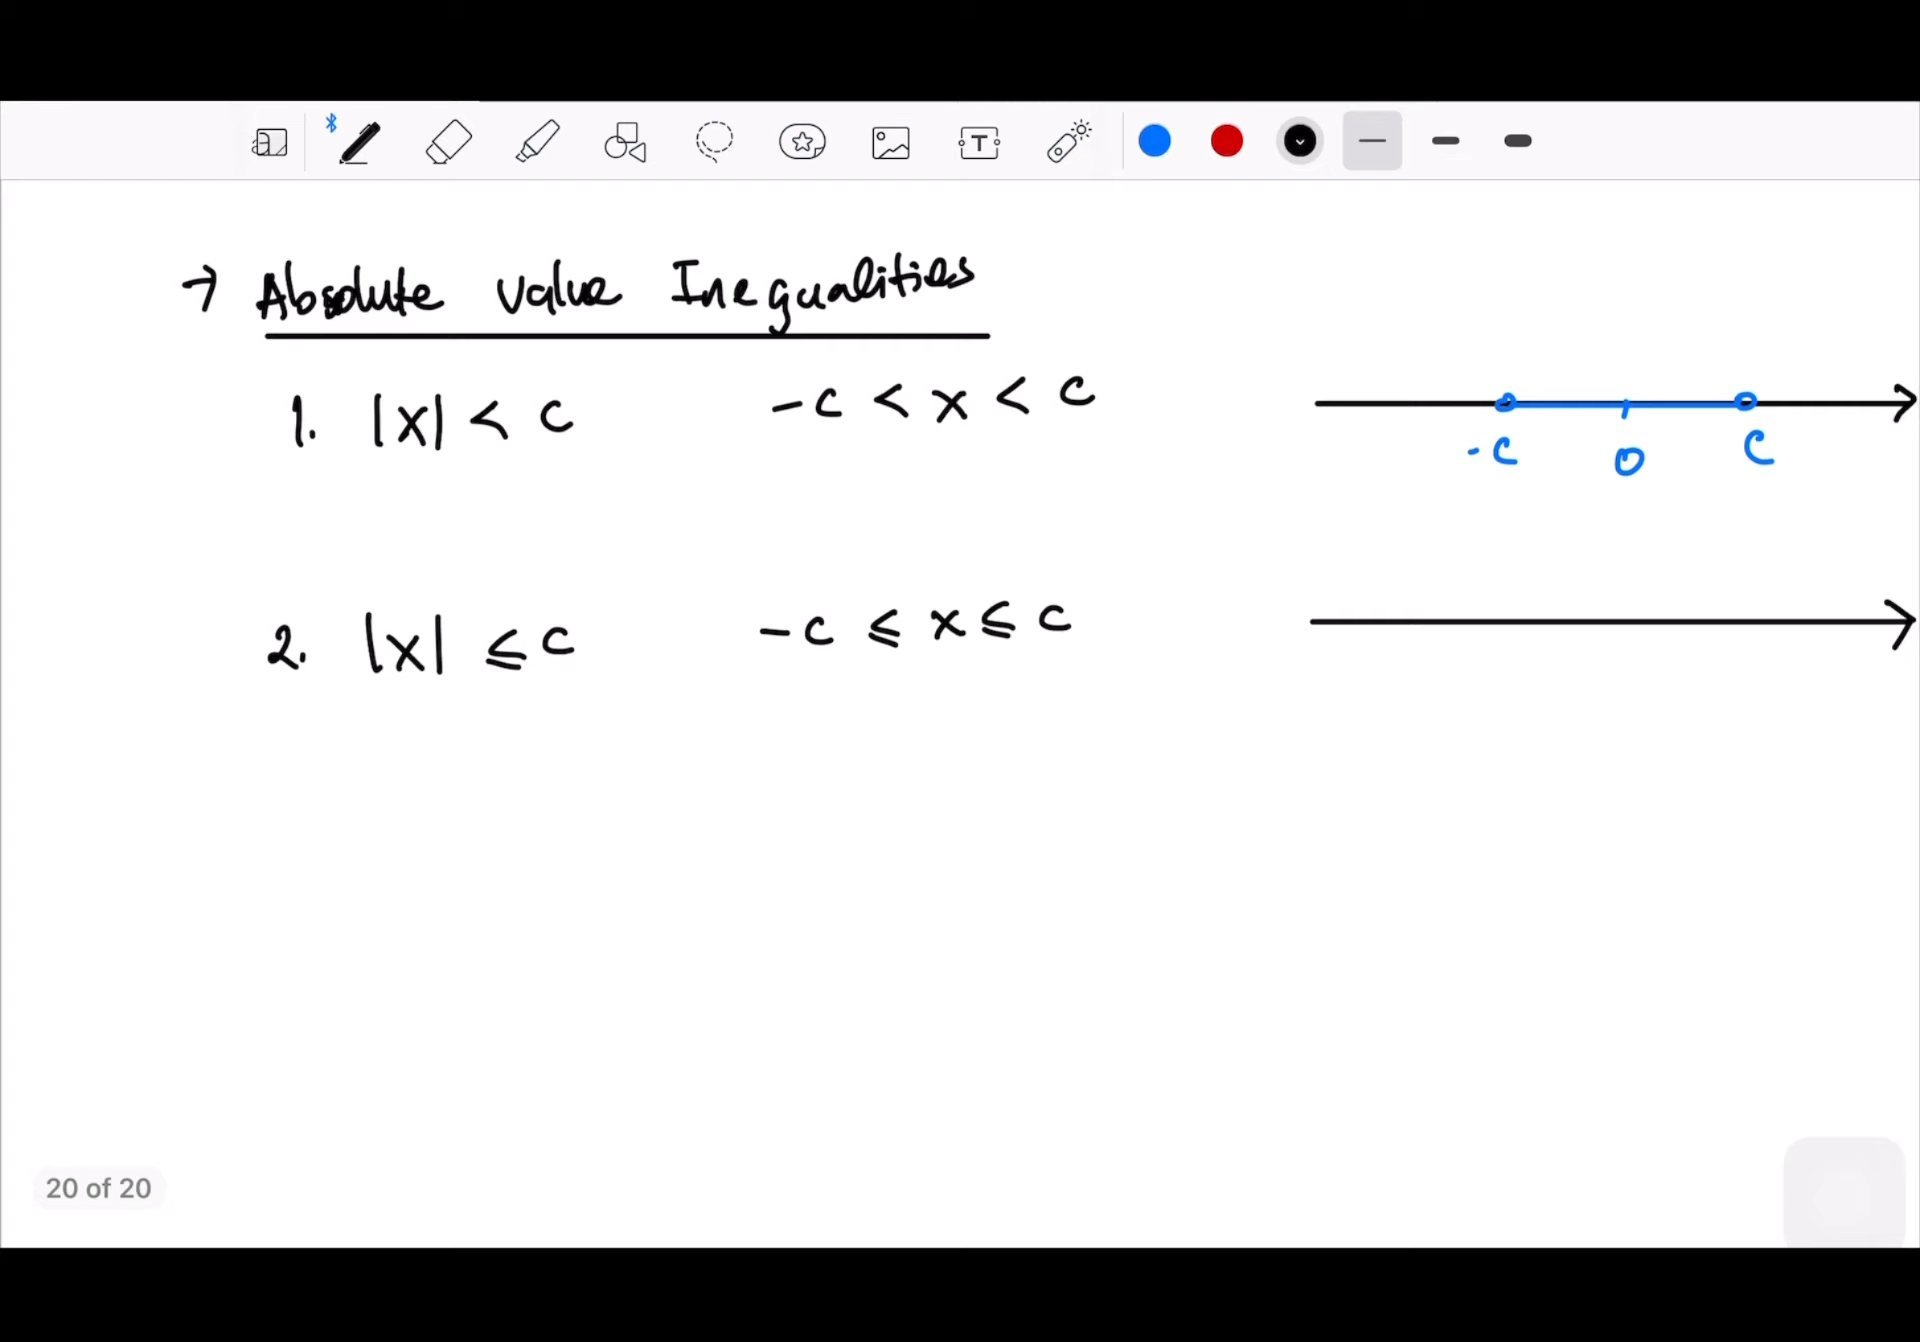 → Absolute value Inequalities
1. |x| < c -c < x < c
-c 0 c
2. |x| ≤ c -c ≤ x ≤ c
20 of 20